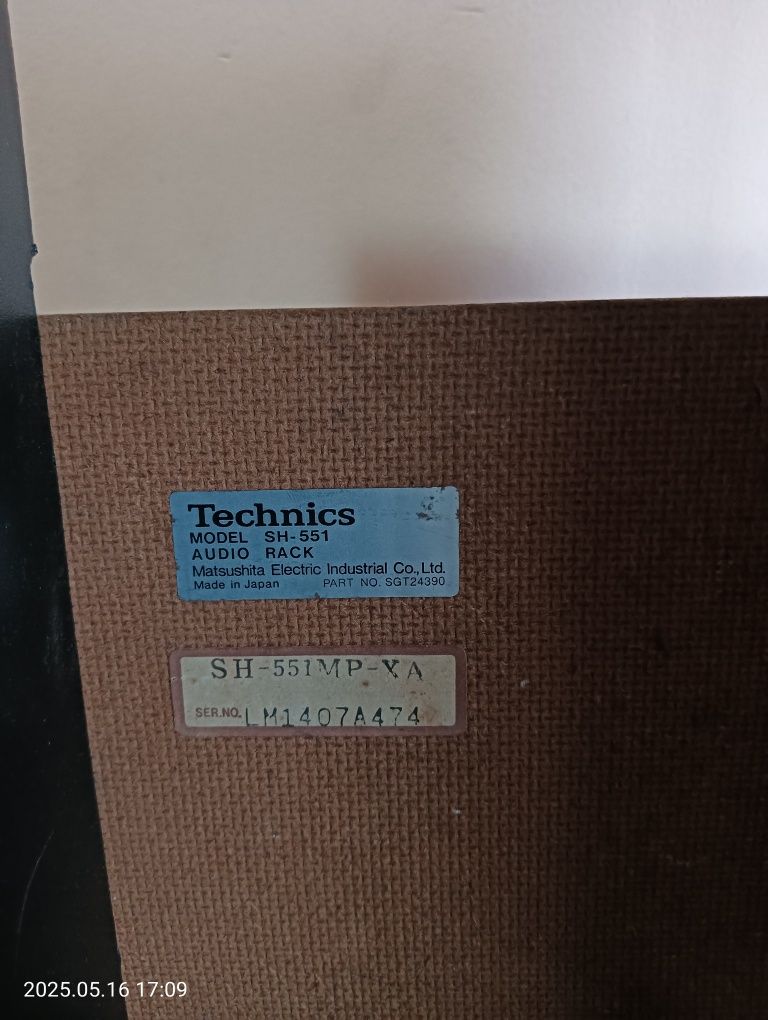 Technics
MODEL SH-551
AUDIO RACK
Matsushita Electric Industrial Co., Ltd.
Made in Japan PART NO. SGT24390
SH-551MP-XA
SER.NO. LM1407A474
2025.05.16 17:09